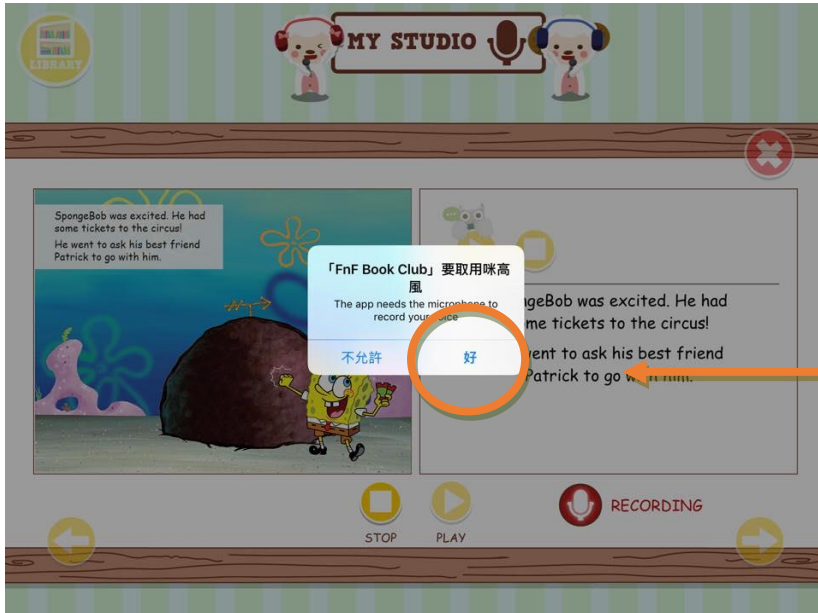 LIBRARY
MY STUDIO
SpongeBob was excited. He had
some tickets to the circus!
He went to ask his best friend
Patrick to go with him.
「FnF Book Club」要取用咪高
風
The app needs the microphone to
record your voice
不允許
好
ngeBob was excited. He had
me tickets to the circus!
ent to ask his best friend
Patrick to go with him.
STOP
PLAY
RECORDING